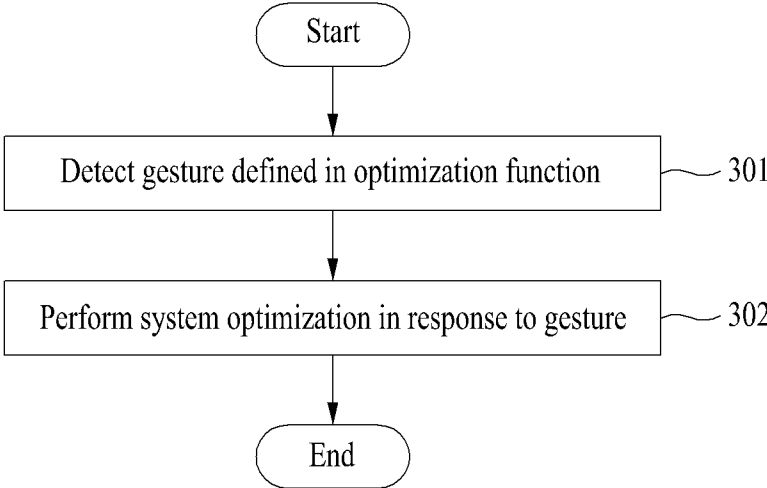 Start
Detect gesture defined in optimization function
301
Perform system optimization in response to gesture
302
End